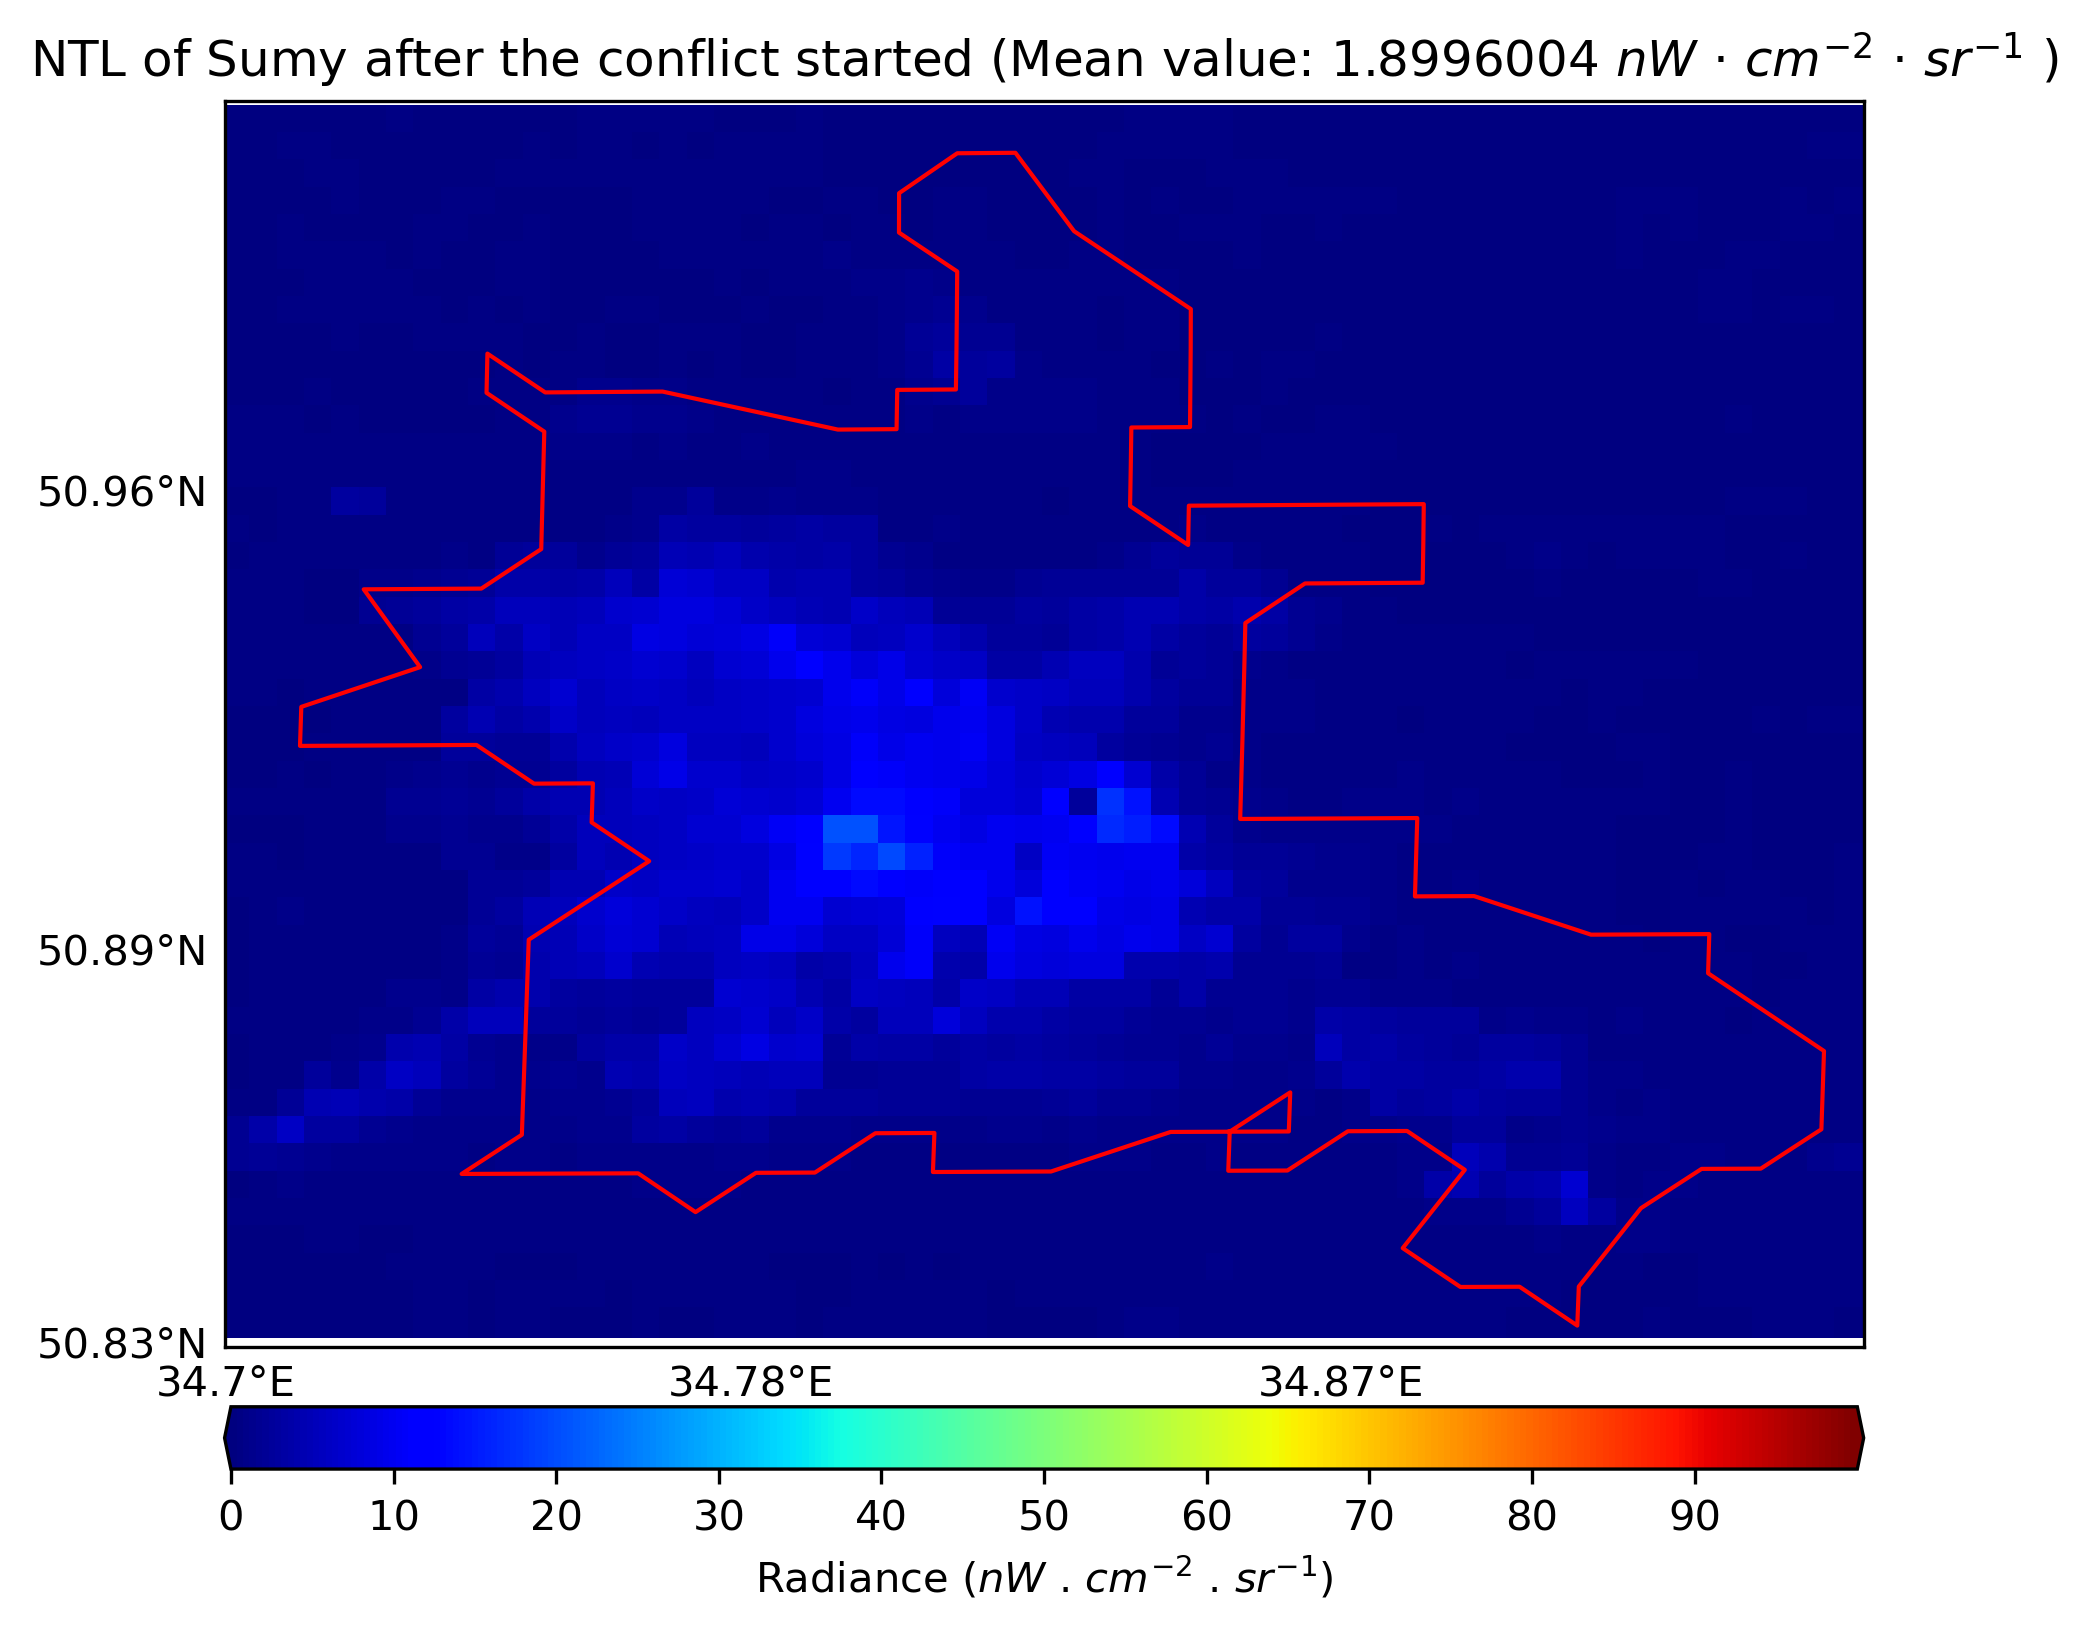 NTL of Sumy after the conflict started (Mean value: 1.8996004 nW · cm⁻² · sr⁻¹ )
50.96°N
50.89°N
50.83°N
34.7°E 34.78°E 34.87°E
0 10 20 30 40 50 60 70 80 90
Radiance (nW . cm⁻² . sr⁻¹)